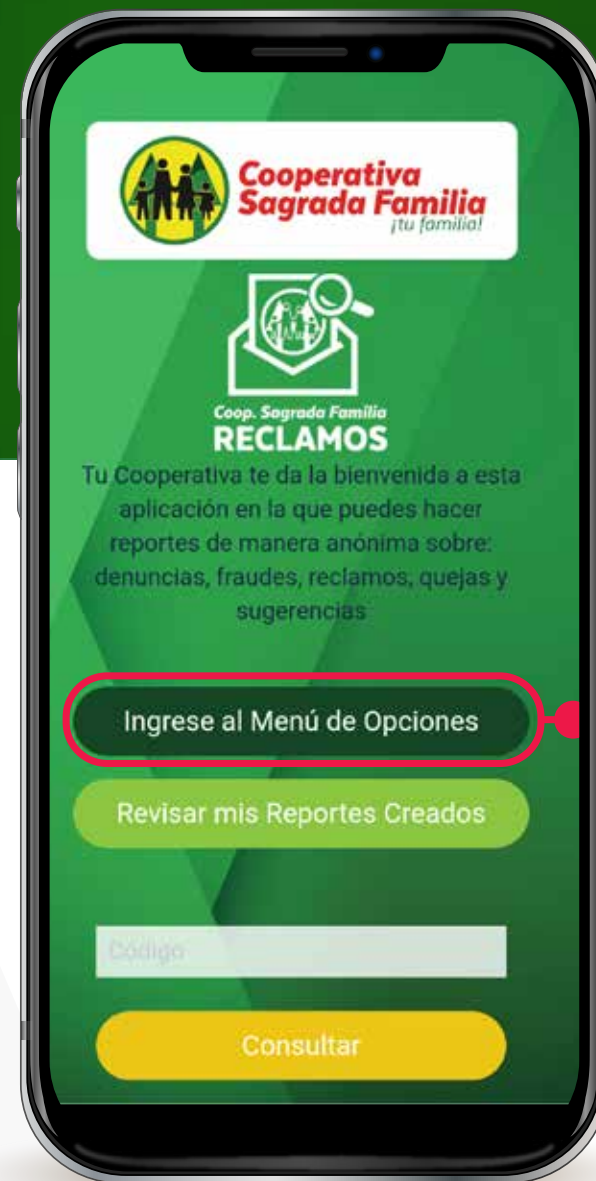 Cooperativa
Sagrada Familia
¡tu familia!
Coop. Sagrada Familia
RECLAMOS
Tu Cooperativa te da la bienvenida a esta
aplicación en la que puedes hacer
reportes de manera anónima sobre:
denuncias, fraudes, reclamos, quejas y
sugerencias
Ingrese al Menú de Opciones
Revisar mis Reportes Creados
Código
Consultar